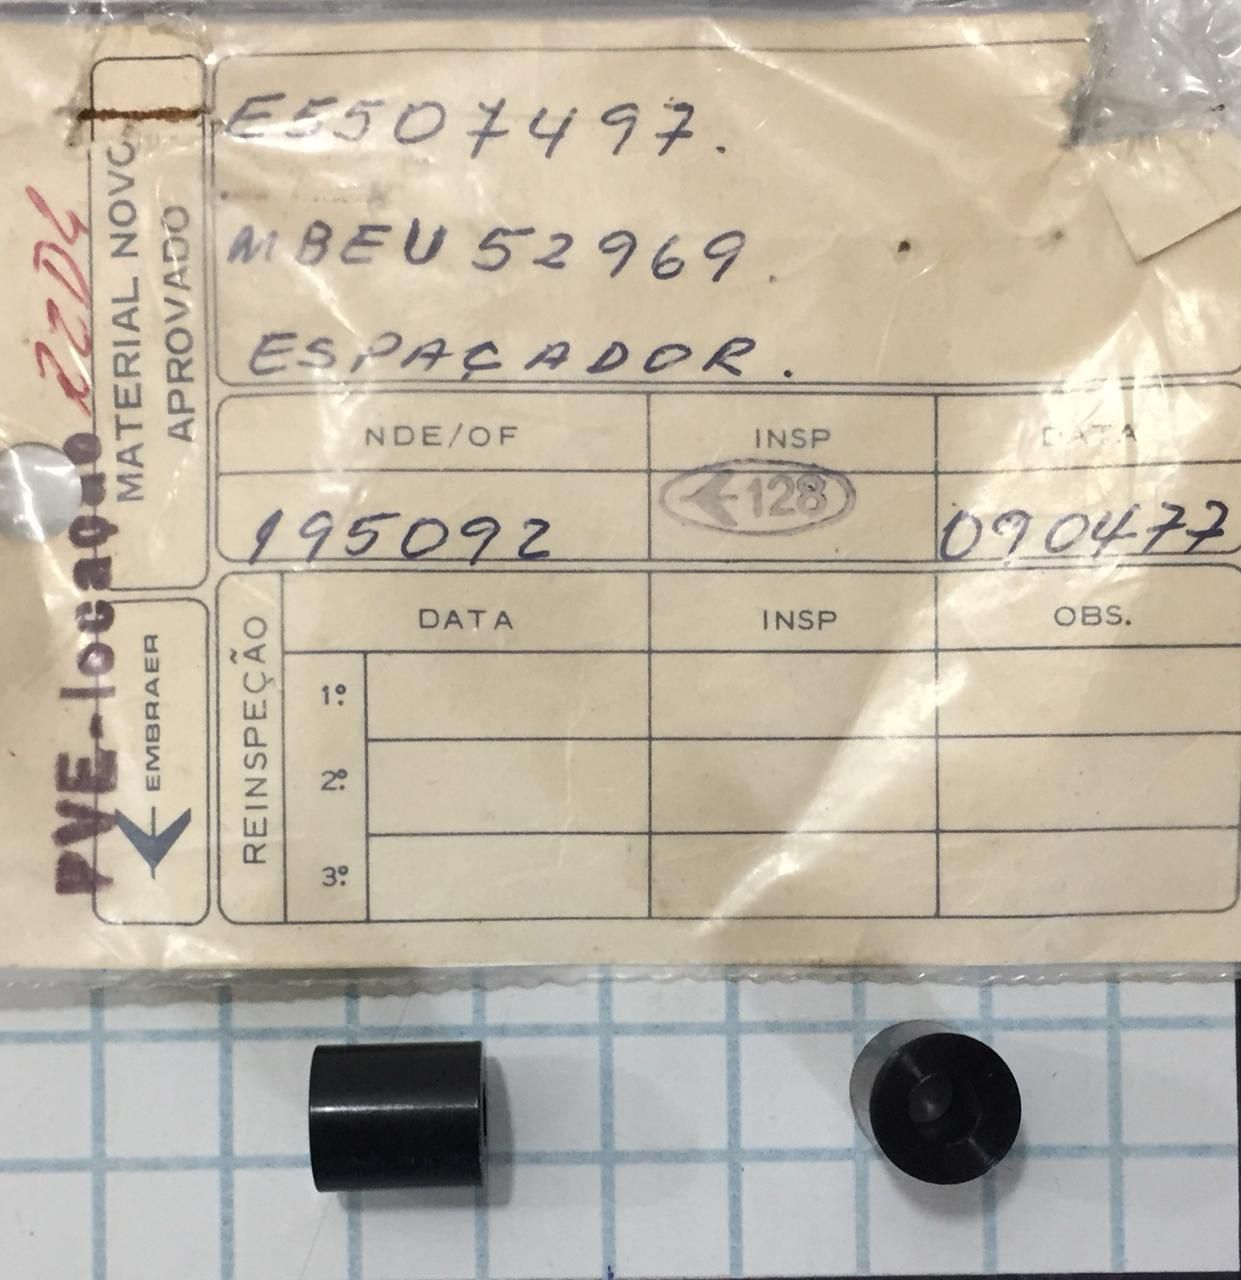 E5507497.
MBEU52969.
ESPAÇADOR.
MATERIAL NOVO
APROVADO
22D4
PVE-locação
EMBRAER
NDE/OF INSP DATA
195092 128 090477
REINSPEÇÃO
DATA INSP OBS.
1º
2º
3º